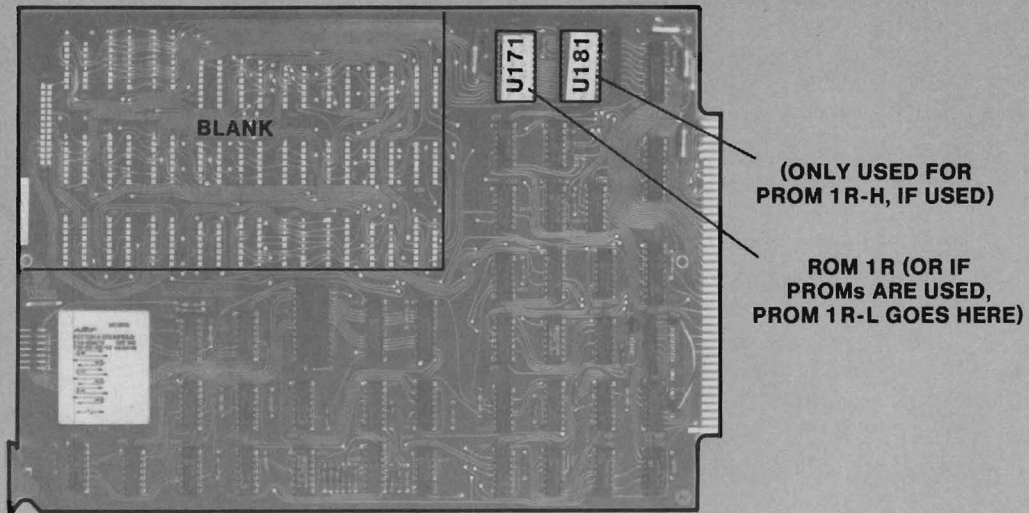 BLANK
U171
U181
(ONLY USED FOR
PROM 1R-H, IF USED)
ROM 1R (OR IF
PROMs ARE USED,
PROM 1R-L GOES HERE)